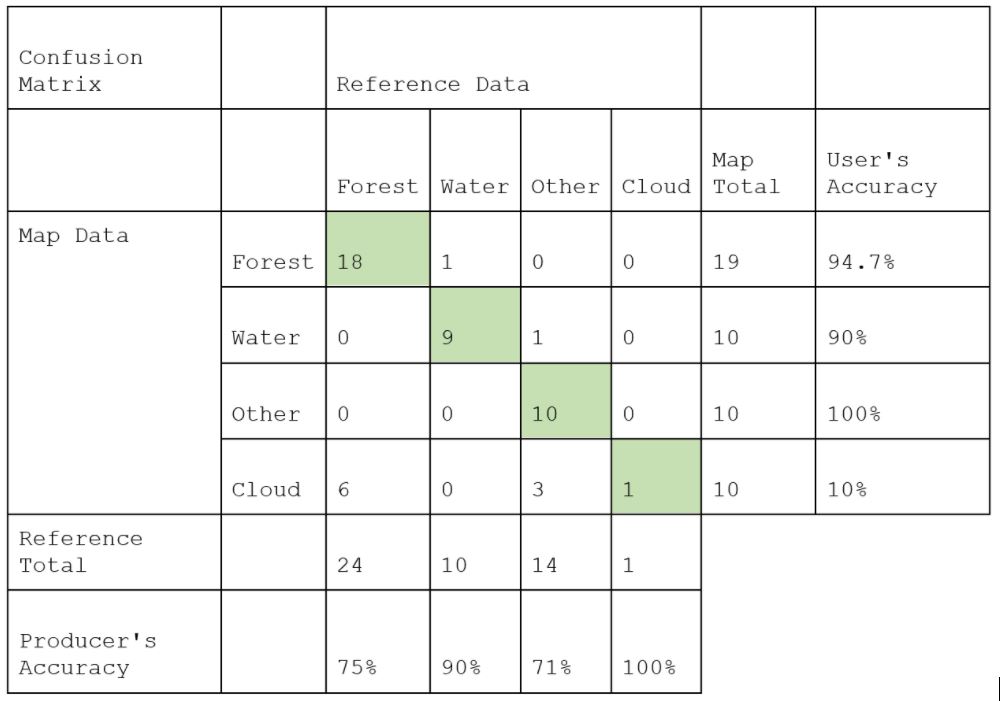 Confusion
Matrix
Reference Data
Forest Water Other Cloud Map
Total User's
Accuracy
Map Data
Forest 18 1 0 0 19 94.7%
Water 0 9 1 0 10 90%
Other 0 0 10 0 10 100%
Cloud 6 0 3 1 10 10%
Reference
Total
24 10 14 1
Producer's
Accuracy
75% 90% 71% 100%